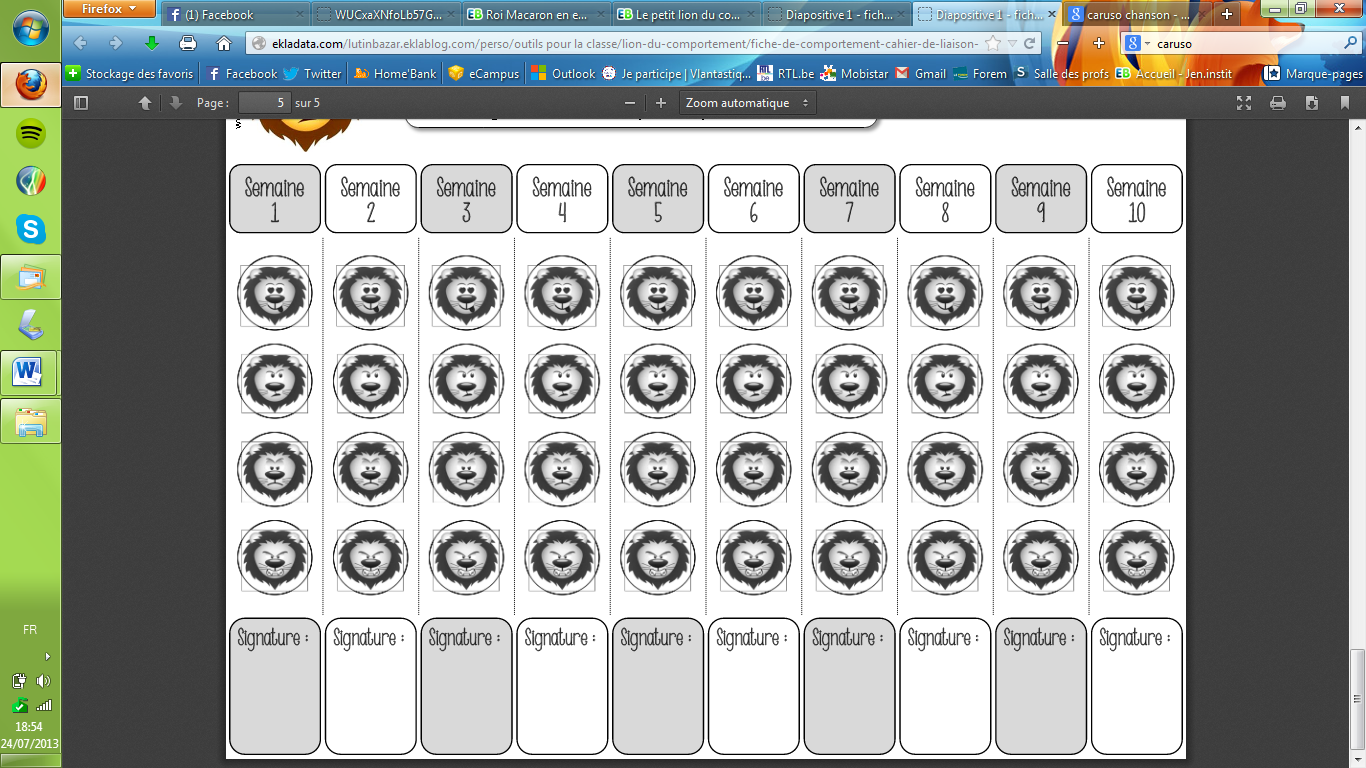 Firefox
(1) Facebook
WUCxaXNfoLb57G...
Roi Macaron en e...
Le petit lion du co...
Diapositive 1 - fich...
Diapositive 1 - fich...
caruso chanson - ...
ekladata.com/lutinbazar.eklablog.com/perso/outils pour la classe/lion-du-comportement/fiche-de-comportement-cahier-de-liaison-
caruso
Stockage des favoris
Facebook
Twitter
Home'Bank
eCampus
Outlook
Je participe | Vlantastiq...
RTL.be
Mobistar
Gmail
Forem
Salle des profs
Accueil - Jen.instit
Marque-pages
Page : 5 sur 5
Zoom automatique
Semaine 1
Semaine 2
Semaine 3
Semaine 4
Semaine 5
Semaine 6
Semaine 7
Semaine 8
Semaine 9
Semaine 10
Signature :
Signature :
Signature :
Signature :
Signature :
Signature :
Signature :
Signature :
Signature :
Signature :
FR
18:54
24/07/2013